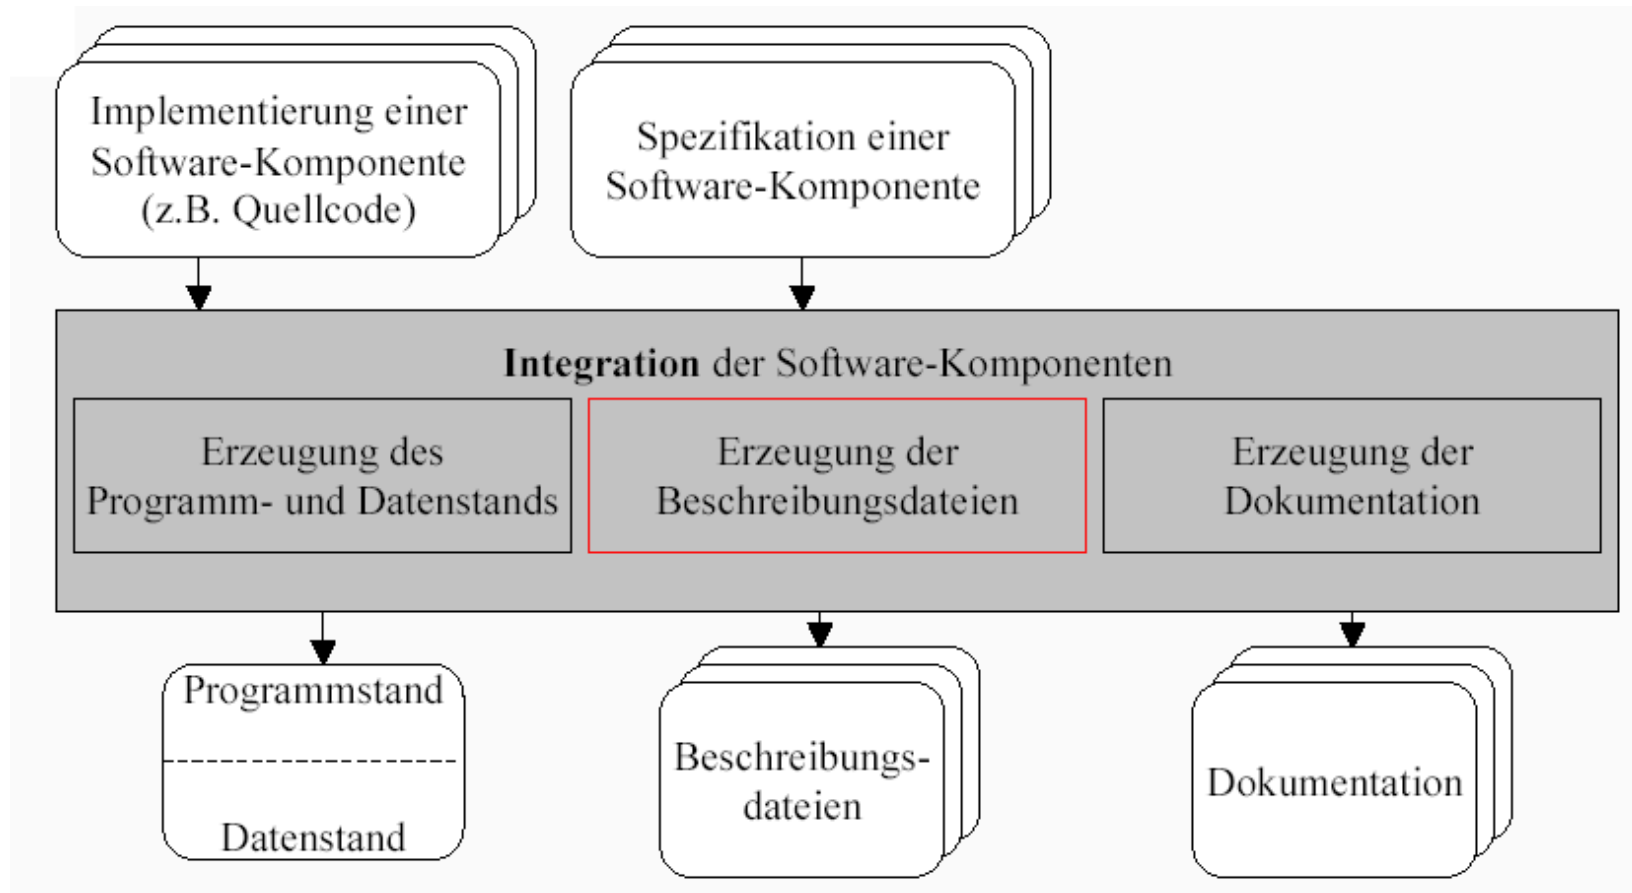 Implementierung einer
Software-Komponente
(z.B. Quellcode)
Spezifikation einer
Software-Komponente
Integration der Software-Komponenten
Erzeugung des
Programm- und Datenstands
Erzeugung der
Beschreibungsdateien
Erzeugung der
Dokumentation
Programmstand
Datenstand
Beschreibungs-
dateien
Dokumentation